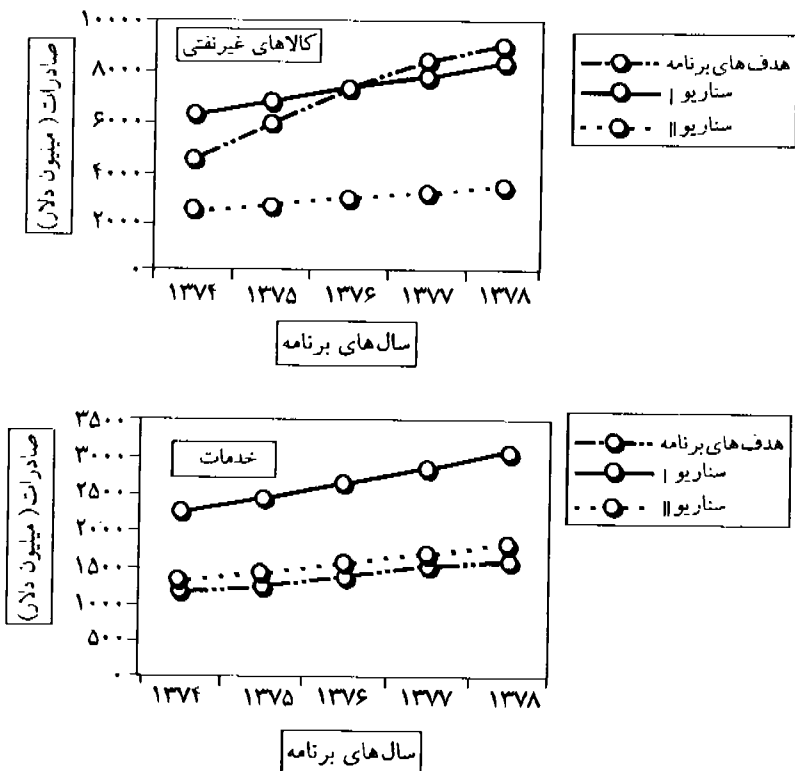 کالاهای غیرنفتی
صادرات (میلیون دلار)
۱۰۰۰۰
۸۰۰۰
۶۰۰۰
۴۰۰۰
۲۰۰۰
۰
۱۳۷۴ ۱۳۷۵ ۱۳۷۶ ۱۳۷۷ ۱۳۷۸
سال‌های برنامه
هدف‌های برنامه
سناریو I
سناریو II
خدمات
صادرات (میلیون دلار)
۳۵۰۰
۳۰۰۰
۲۵۰۰
۲۰۰۰
۱۵۰۰
۱۰۰۰
۵۰۰
۰
۱۳۷۴ ۱۳۷۵ ۱۳۷۶ ۱۳۷۷ ۱۳۷۸
سال‌های برنامه
هدف‌های برنامه
سناریو I
سناریو II